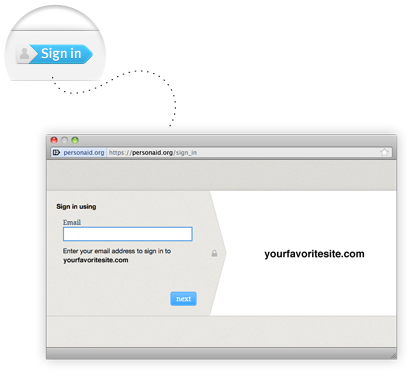 Sign in
personaid.org https://personaid.org/sign_in
Sign in using
Email
Enter your email address to sign in to
yourfavoritesite.com
next
yourfavoritesite.com